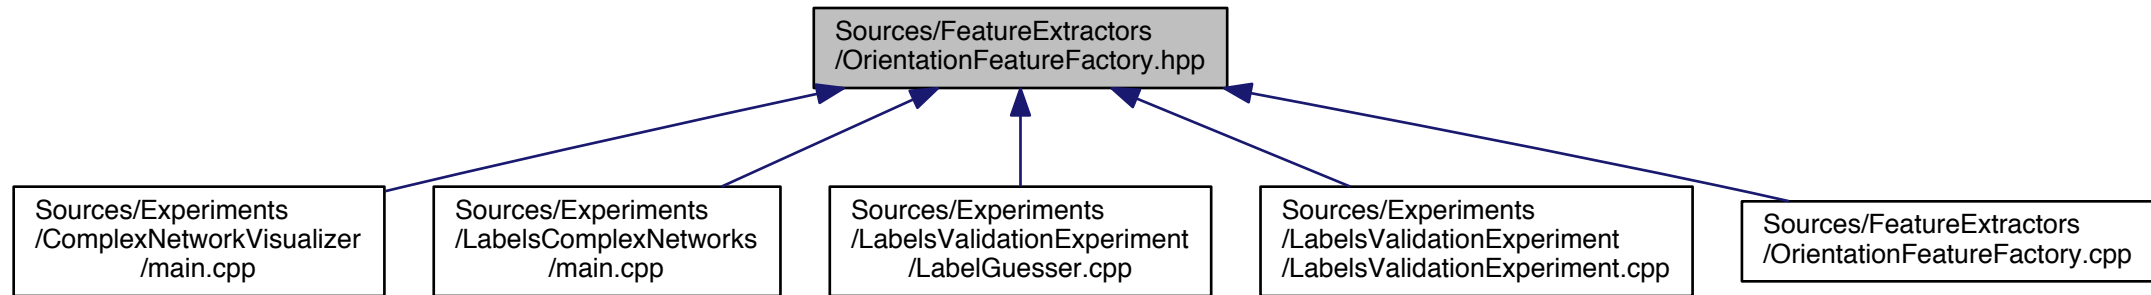 Sources/FeatureExtractors
/OrientationFeatureFactory.hpp
Sources/Experiments
/ComplexNetworkVisualizer
/main.cpp
Sources/Experiments
/LabelsComplexNetworks
/main.cpp
Sources/Experiments
/LabelsValidationExperiment
/LabelGuesser.cpp
Sources/Experiments
/LabelsValidationExperiment
/LabelsValidationExperiment.cpp
Sources/FeatureExtractors
/OrientationFeatureFactory.cpp